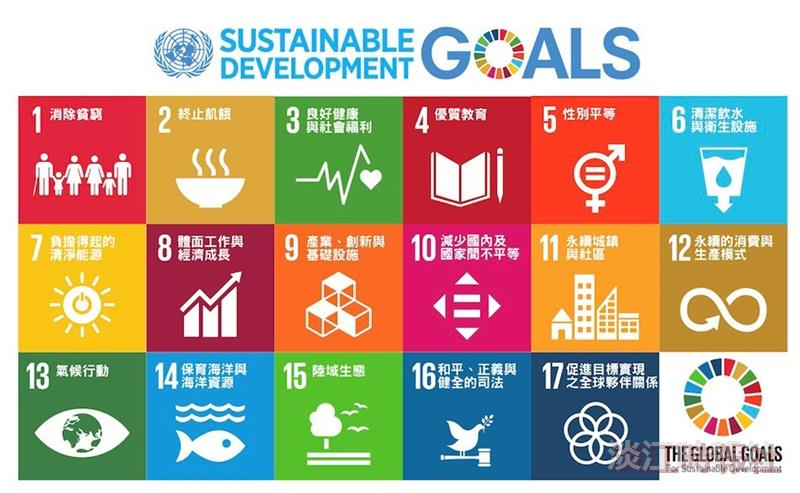 SUSTAINABLE
DEVELOPMENT
GOALS
1 消除貧窮
2 終止飢餓
3 良好健康
與社會福利
4 優質教育
5 性別平等
6 清潔飲水
與衛生設施
7 負擔得起的
清淨能源
8 體面工作與
經濟成長
9 產業、創新與
基礎設施
10 減少國內及
國家間不平等
11 永續城鎮
與社區
12 永續的消費與
生產模式
13 氣候行動
14 保育海洋與
海洋資源
15 陸域生態
16 和平、正義與
健全的司法
17 促進目標實現
之全球夥伴關係
THE GLOBAL GOALS
For Sustainable Development